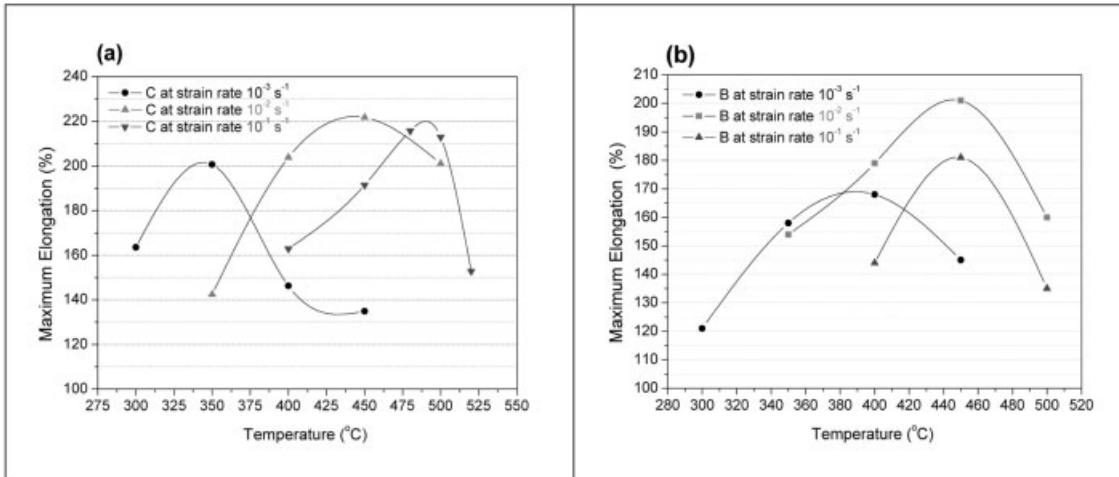 (a)
C at strain rate 10⁻³ s⁻¹
C at strain rate 10⁻² s⁻¹
C at strain rate 10⁻¹ s⁻¹
Maximum Elongation (%)
240
220
200
180
160
140
120
100
275 300 325 350 375 400 425 450 475 500 525 550
Temperature (°C)
(b)
B at strain rate 10⁻³ s⁻¹
B at strain rate 10⁻² s⁻¹
B at strain rate 10⁻¹ s⁻¹
Maximum Elongation (%)
210
200
190
180
170
160
150
140
130
120
110
100
280 300 320 340 360 380 400 420 440 460 480 500 520
Temperature (°C)